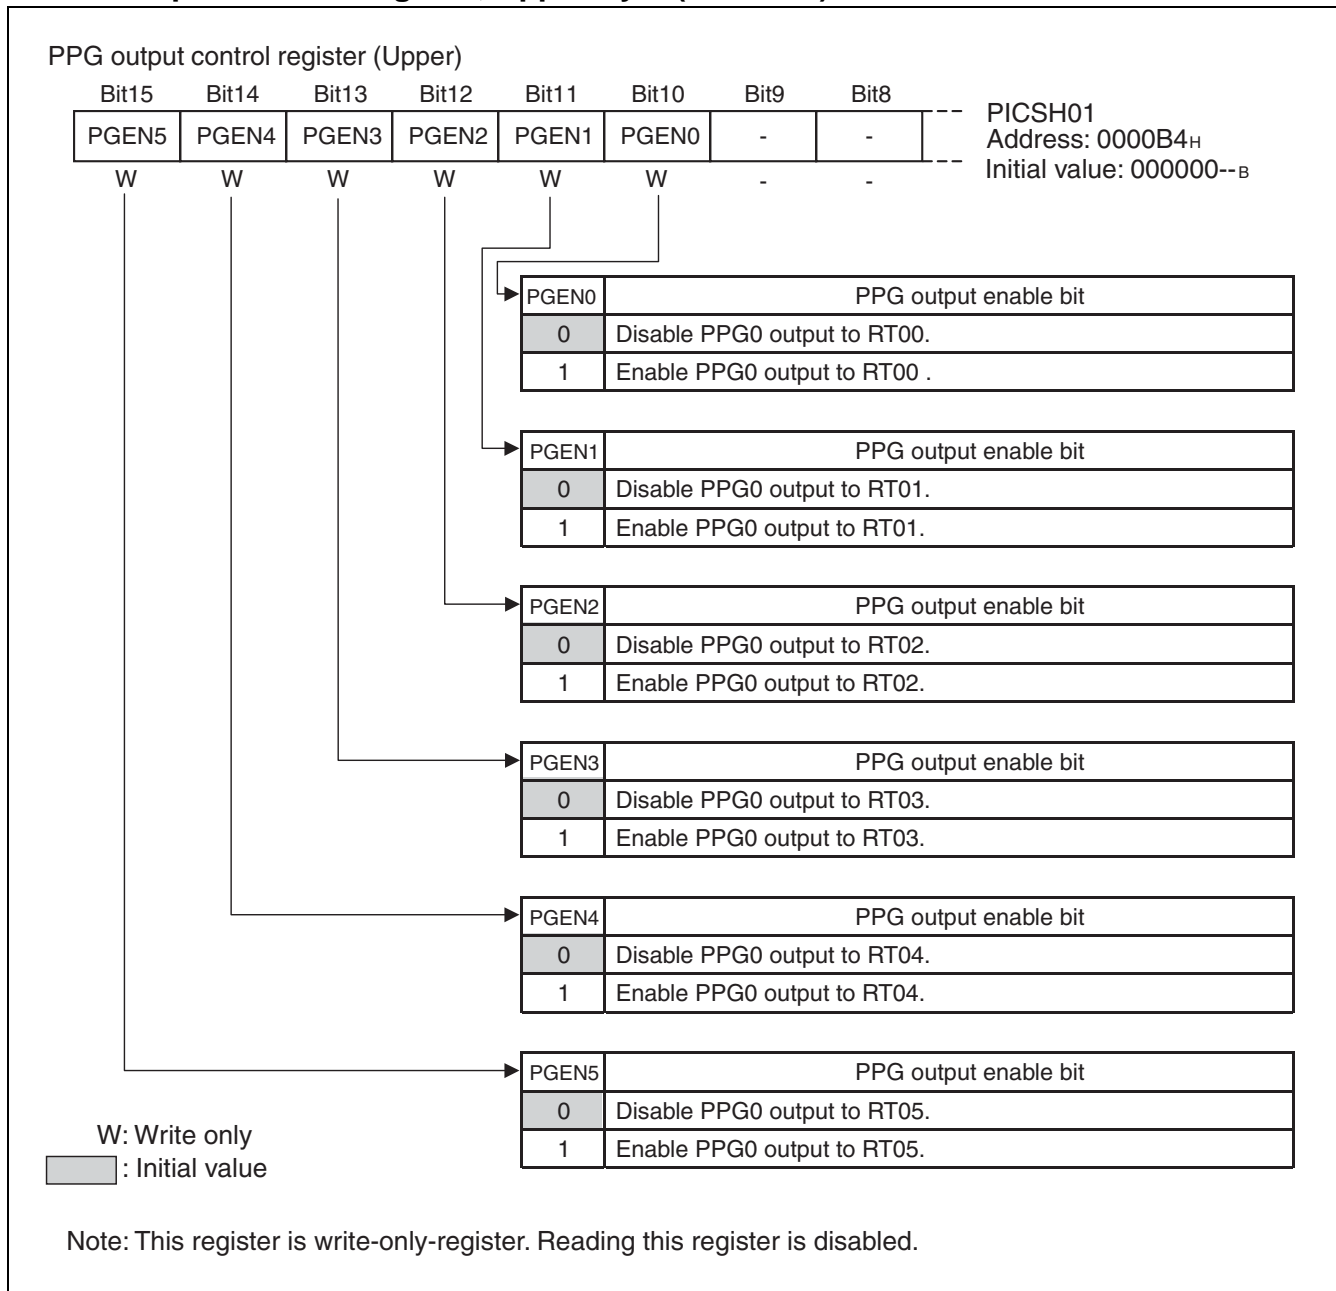 PPG output control register (Upper)
Bit15 Bit14 Bit13 Bit12 Bit11 Bit10 Bit9 Bit8
PGEN5 PGEN4 PGEN3 PGEN2 PGEN1 PGEN0 - -
W W W W W W - -
PICSH01
Address: 0000B4H
Initial value: 000000--B
PGEN0 PPG output enable bit
0 Disable PPG0 output to RT00.
1 Enable PPG0 output to RT00 .
PGEN1 PPG output enable bit
0 Disable PPG0 output to RT01.
1 Enable PPG0 output to RT01.
PGEN2 PPG output enable bit
0 Disable PPG0 output to RT02.
1 Enable PPG0 output to RT02.
PGEN3 PPG output enable bit
0 Disable PPG0 output to RT03.
1 Enable PPG0 output to RT03.
PGEN4 PPG output enable bit
0 Disable PPG0 output to RT04.
1 Enable PPG0 output to RT04.
PGEN5 PPG output enable bit
0 Disable PPG0 output to RT05.
1 Enable PPG0 output to RT05.
W: Write only
: Initial value
Note: This register is write-only-register. Reading this register is disabled.